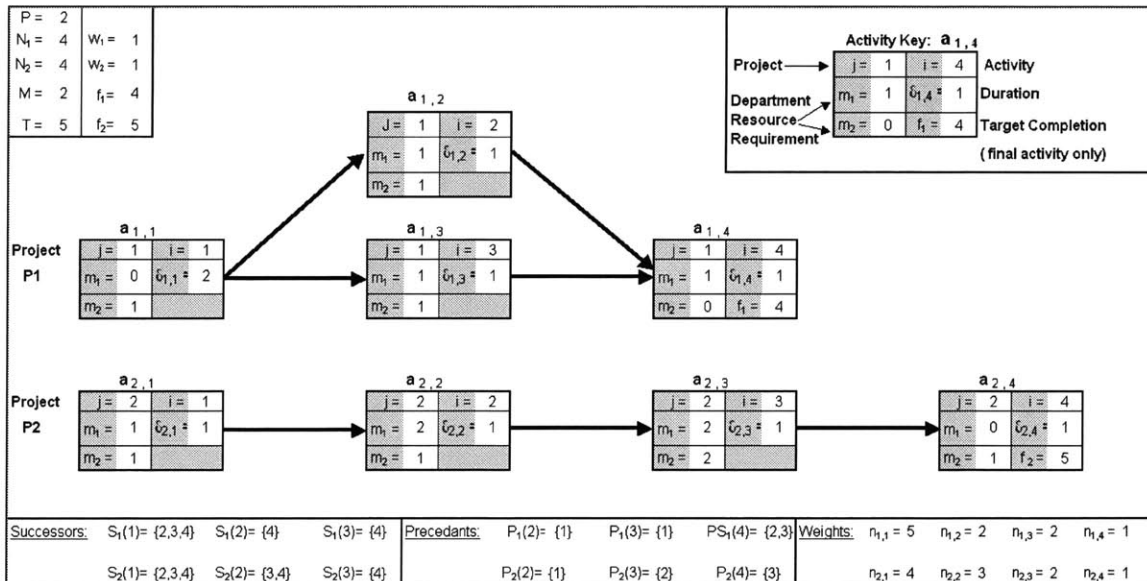 P = 2
N₁ = 4 w₁ = 1
N₂ = 4 w₂ = 1
M = 2 f₁ = 4
T = 5 f₂ = 5
Activity Key: a 1, 4
Project j = 1 i = 4 Activity
Department Resource Requirement m₁ = 1 δ1,4 = 1 Duration
m₂ = 0 f₁ = 4 Target Completion
( final activity only)
a 1, 2
J = 1 i = 2
m₁ = 1 δ1,2 = 1
m₂ = 1
Project P1
a 1, 1
j = 1 i = 1
m₁ = 0 δ1,1 = 2
m₂ = 1
a 1, 3
j = 1 i = 3
m₁ = 1 δ1,3 = 1
m₂ = 1
a 1, 4
j = 1 i = 4
m₁ = 1 δ1,4 = 1
m₂ = 0 f₁ = 4
Project P2
a 2, 1
j = 2 i = 1
m₁ = 1 δ2,1 = 1
m₂ = 1
a 2, 2
j = 2 i = 2
m₁ = 2 δ2,2 = 1
m₂ = 1
a 2, 3
j = 2 i = 3
m₁ = 2 δ2,3 = 1
m₂ = 2
a 2, 4
j = 2 i = 4
m₁ = 0 δ2,4 = 1
m₂ = 1 f₂ = 5
Successors: S₁(1)= {2,3,4} S₁(2)= {4} S₁(3)= {4}
S₂(1)= {2,3,4} S₂(2)= {3,4} S₂(3)= {4}
Precedants: P₁(2)= {1} P₁(3)= {1} PS₁(4)= {2,3}
P₂(2)= {1} P₂(3)= {2} P₂(4)= {3}
Weights: n1,1 = 5 n1,2 = 2 n1,3 = 2 n1,4 = 1
n2,1 = 4 n2,2 = 3 n2,3 = 2 n2,4 = 1